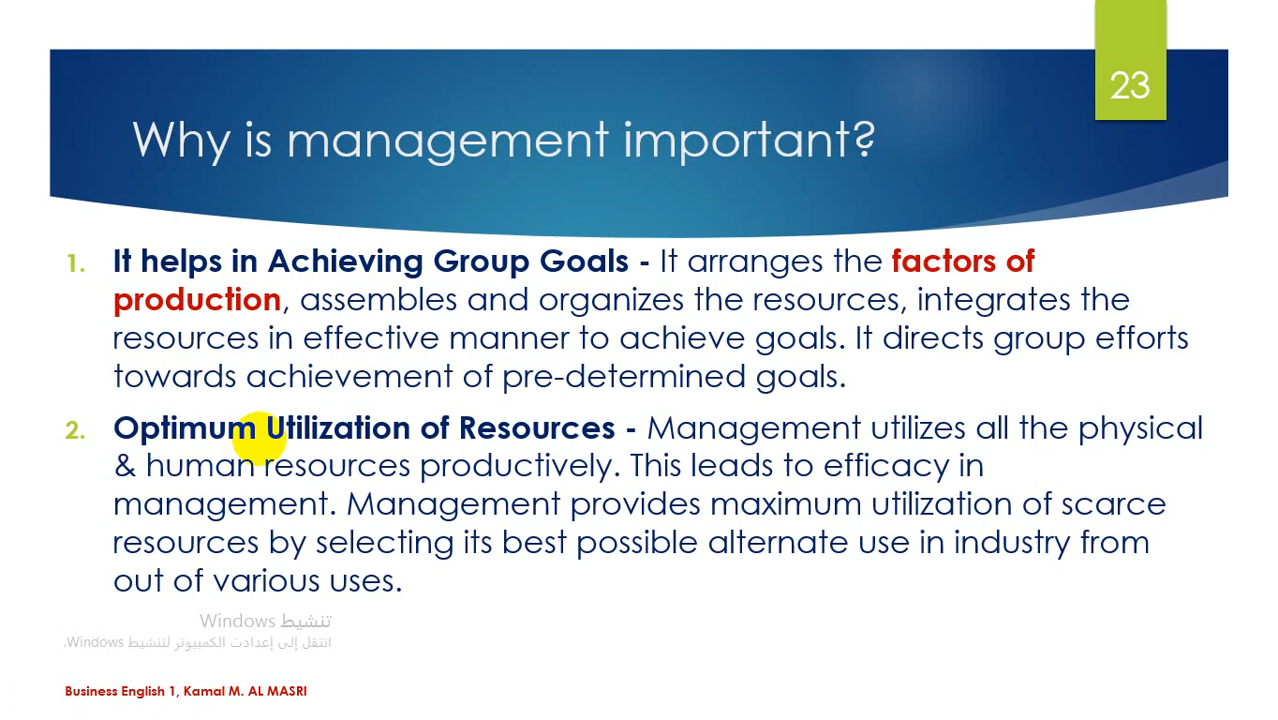 23
Why is management important?
1. It helps in Achieving Group Goals - It arranges the factors of
production, assembles and organizes the resources, integrates the
resources in effective manner to achieve goals. It directs group efforts
towards achievement of pre-determined goals.
2. Optimum Utilization of Resources - Management utilizes all the physical
& human resources productively. This leads to efficacy in
management. Management provides maximum utilization of scarce
resources by selecting its best possible alternate use in industry from
out of various uses.
تنشيط Windows
انتقل إلى إعدادت الكمبيوتر لتنشيط Windows.
Business English 1, Kamal M. AL MASRI